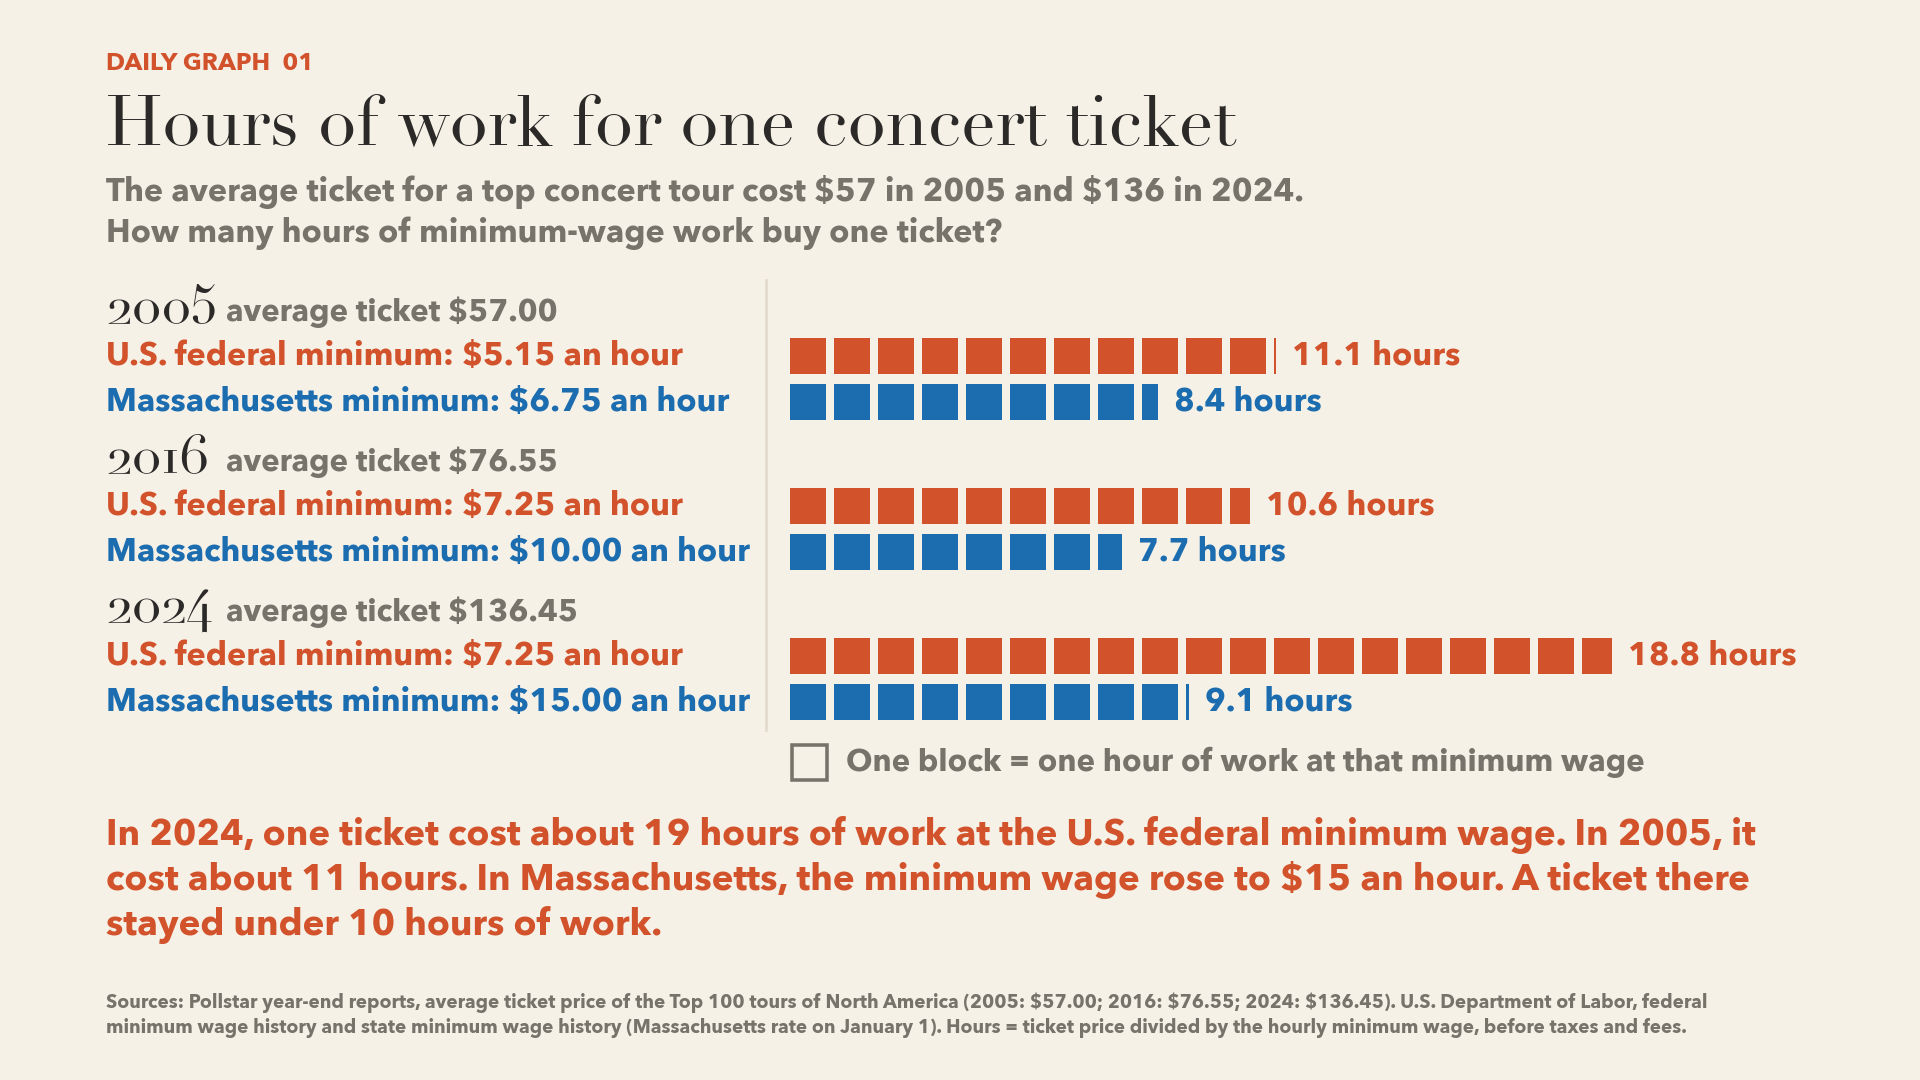 DAILY GRAPH 01
Hours of work for one concert ticket
The average ticket for a top concert tour cost $57 in 2005 and $136 in 2024.
How many hours of minimum-wage work buy one ticket?
2005 average ticket $57.00
U.S. federal minimum: $5.15 an hour 11.1 hours
Massachusetts minimum: $6.75 an hour 8.4 hours
2016 average ticket $76.55
U.S. federal minimum: $7.25 an hour 10.6 hours
Massachusetts minimum: $10.00 an hour 7.7 hours
2024 average ticket $136.45
U.S. federal minimum: $7.25 an hour 18.8 hours
Massachusetts minimum: $15.00 an hour 9.1 hours
One block = one hour of work at that minimum wage
In 2024, one ticket cost about 19 hours of work at the U.S. federal minimum wage. In 2005, it
cost about 11 hours. In Massachusetts, the minimum wage rose to $15 an hour. A ticket there
stayed under 10 hours of work.
Sources: Pollstar year-end reports, average ticket price of the Top 100 tours of North America (2005: $57.00; 2016: $76.55; 2024: $136.45). U.S. Department of Labor, federal
minimum wage history and state minimum wage history (Massachusetts rate on January 1). Hours = ticket price divided by the hourly minimum wage, before taxes and fees.